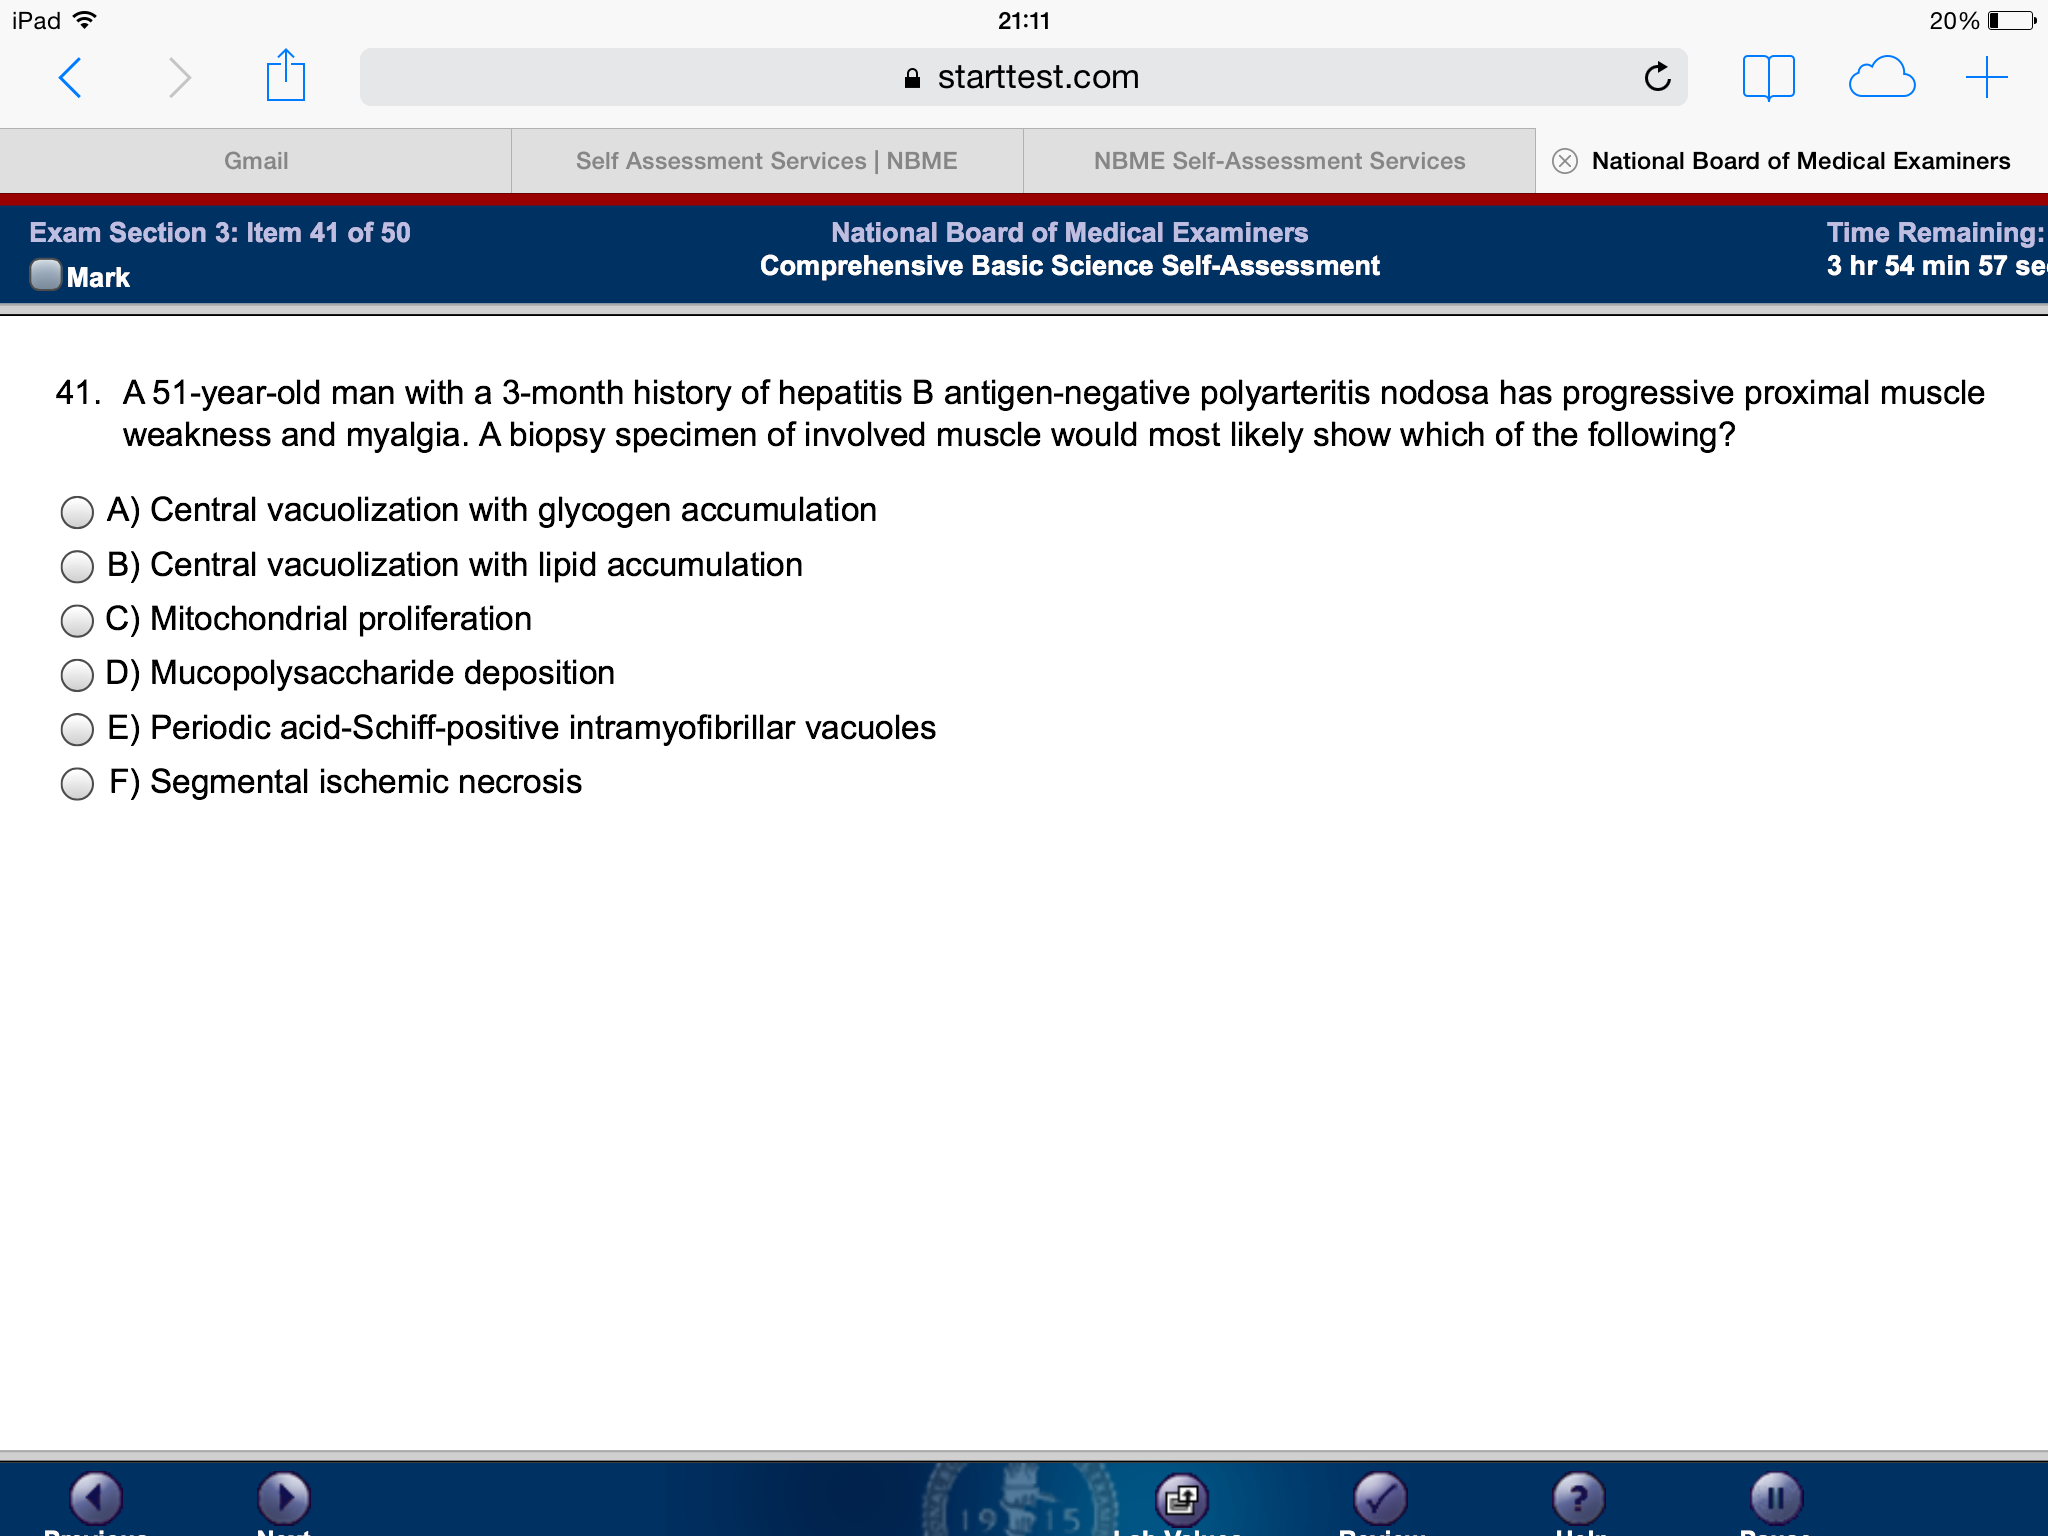 iPad 21:11 20%
starttest.com
Gmail Self Assessment Services | NBME NBME Self-Assessment Services National Board of Medical Examiners
Exam Section 3: Item 41 of 50 National Board of Medical Examiners Time Remaining:
Mark Comprehensive Basic Science Self-Assessment 3 hr 54 min 57 se
41. A 51-year-old man with a 3-month history of hepatitis B antigen-negative polyarteritis nodosa has progressive proximal muscle
weakness and myalgia. A biopsy specimen of involved muscle would most likely show which of the following?
A) Central vacuolization with glycogen accumulation
B) Central vacuolization with lipid accumulation
C) Mitochondrial proliferation
D) Mucopolysaccharide deposition
E) Periodic acid-Schiff-positive intramyofibrillar vacuoles
F) Segmental ischemic necrosis
19 15